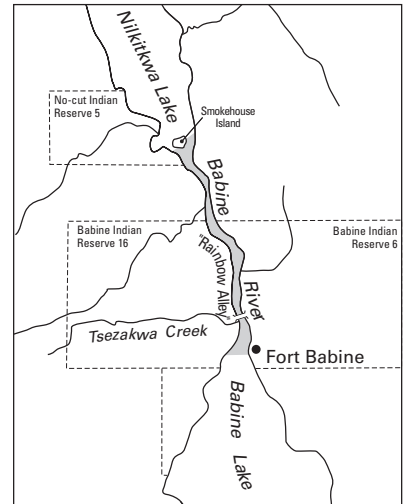 Nilkitkwa Lake
No-cut Indian
Reserve 5
Smokehouse
Island
Babine
River
Babine Indian
Reserve 16
Babine Indian
Reserve 6
"Rainbow Alley"
Tsezakwa Creek
Fort Babine
Babine Lake